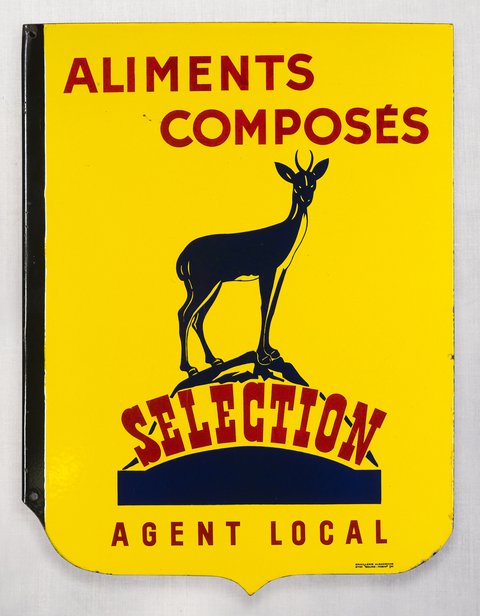 ALIMENTS
COMPOSÉS
SELECTION
AGENT LOCAL